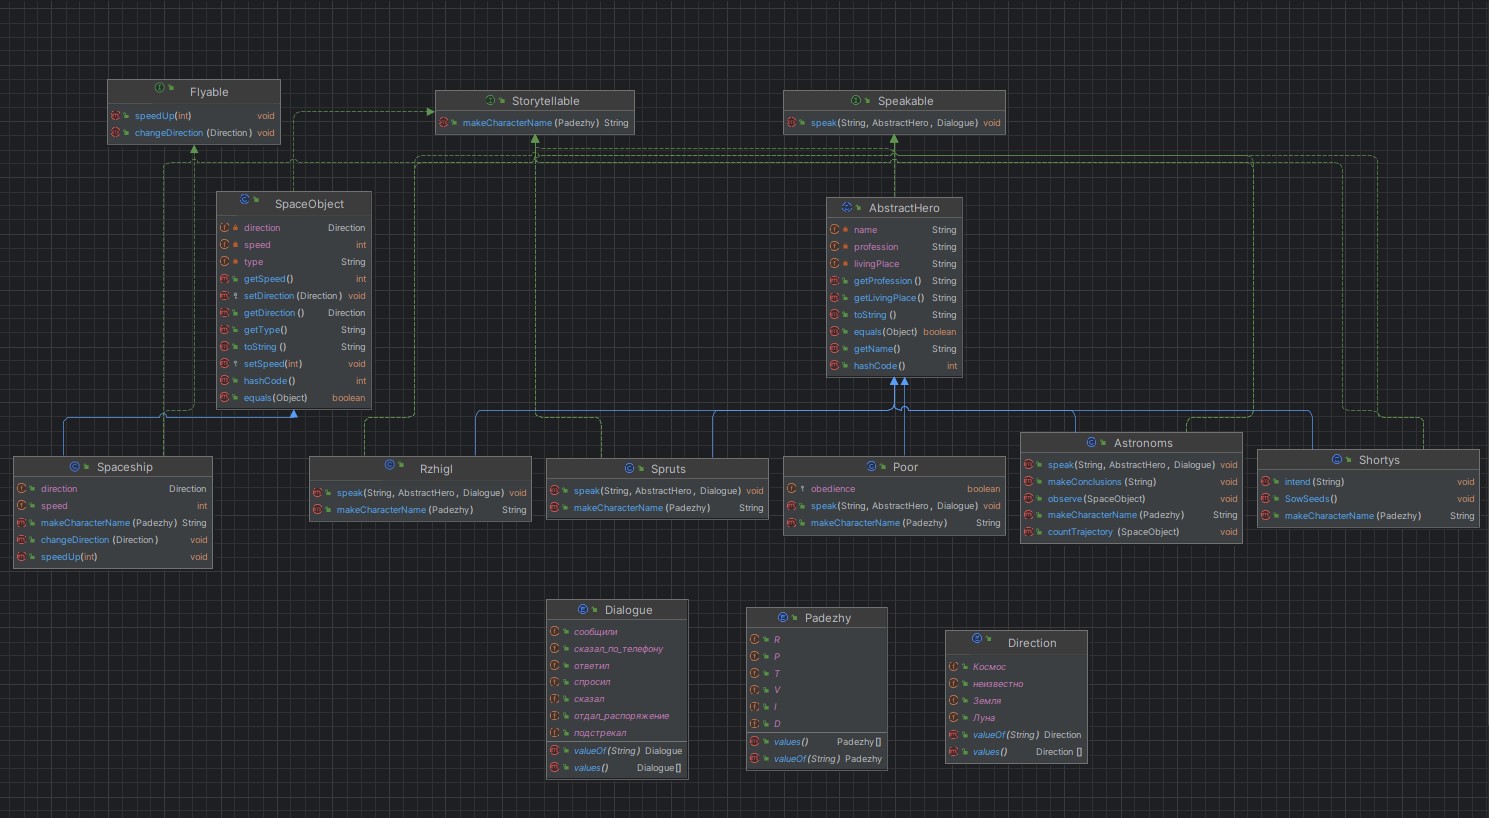 Flyable
speedUp(int) void
changeDirection (Direction) void
Storytellable
makeCharacterName (Padezhy) String
Speakable
speak(String, AbstractHero, Dialogue) void
SpaceObject
direction Direction
speed int
type String
getSpeed() int
setDirection (Direction) void
getDirection () Direction
getType() String
toString () String
setSpeed(int) void
hashCode() int
equals(Object) boolean
AbstractHero
name String
profession String
livingPlace String
getProfession () String
getLivingPlace () String
toString () String
equals(Object) boolean
getName() String
hashCode() int
Spaceship
direction Direction
speed int
makeCharacterName (Padezhy) String
changeDirection (Direction) void
speedUp(int) void
Rzhigl
speak(String, AbstractHero, Dialogue) void
makeCharacterName (Padezhy) String
Spruts
speak(String, AbstractHero, Dialogue) void
makeCharacterName (Padezhy) String
Poor
obedience boolean
speak(String, AbstractHero, Dialogue) void
makeCharacterName (Padezhy) String
Astronoms
speak(String, AbstractHero, Dialogue) void
makeConclusions (String) void
observe(SpaceObject) void
makeCharacterName (Padezhy) String
countTrajectory (SpaceObject) void
Shortys
intend(String) void
SowSeeds() void
makeCharacterName (Padezhy) String
Dialogue
сообщили
сказал_по_телефону
ответил
спросил
сказал
отдал_распоряжение
подстрекал
valueOf(String) Dialogue
values() Dialogue[]
Padezhy
R
P
T
V
I
D
values() Padezhy[]
valueOf(String) Padezhy
Direction
Космос
неизвестно
Земля
Луна
valueOf(String) Direction
values() Direction []